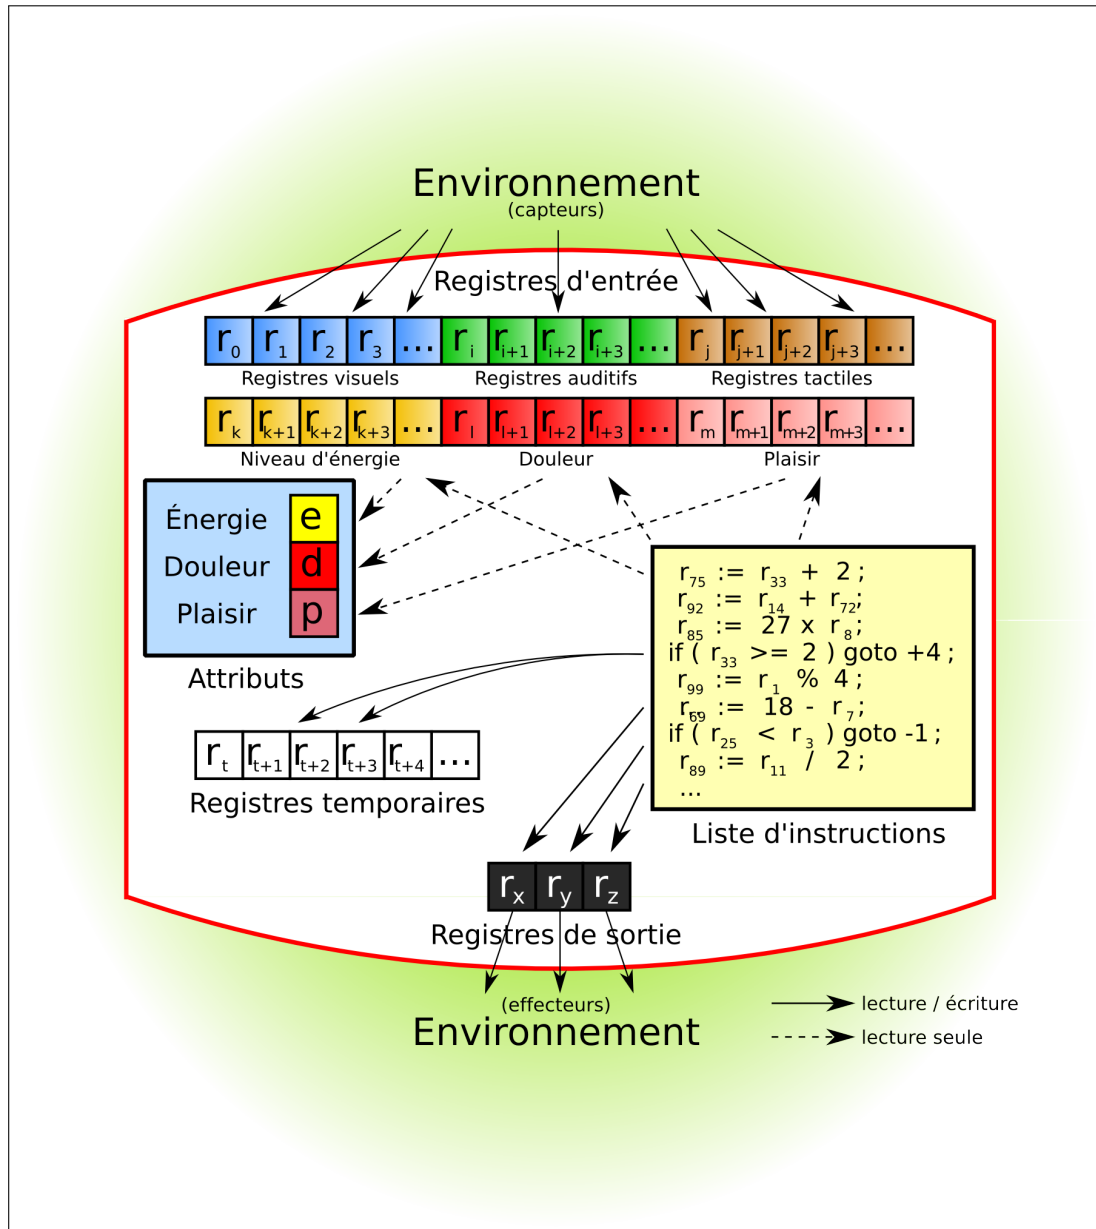 Environnement
(capteurs)
Registres d'entrée
r0 r1 r2 r3 ... ri ri+1 ri+2 ri+3 ... rj rj+1 rj+2 rj+3 ...
Registres visuels Registres auditifs Registres tactiles
rk rk+1 rk+2 rk+3 ... rl rl+1 rl+2 rl+3 ... rm rm+1 rm+2 rm+3 ...
Niveau d'énergie Douleur Plaisir
Énergie e
Douleur d
Plaisir p
Attributs
r75 := r33 + 2 ;
r92 := r14 + r72;
r85 := 27 x r8;
if ( r33 >= 2 ) goto +4 ;
r99 := r1 % 4 ;
r69 := 18 - r7;
if ( r25 < r3 ) goto -1 ;
r89 := r11 / 2 ;
...
Liste d'instructions
rt rt+1 rt+2 rt+3 rt+4 ...
Registres temporaires
rx ry rz
Registres de sortie
(effecteurs)
Environnement
lecture / écriture
lecture seule